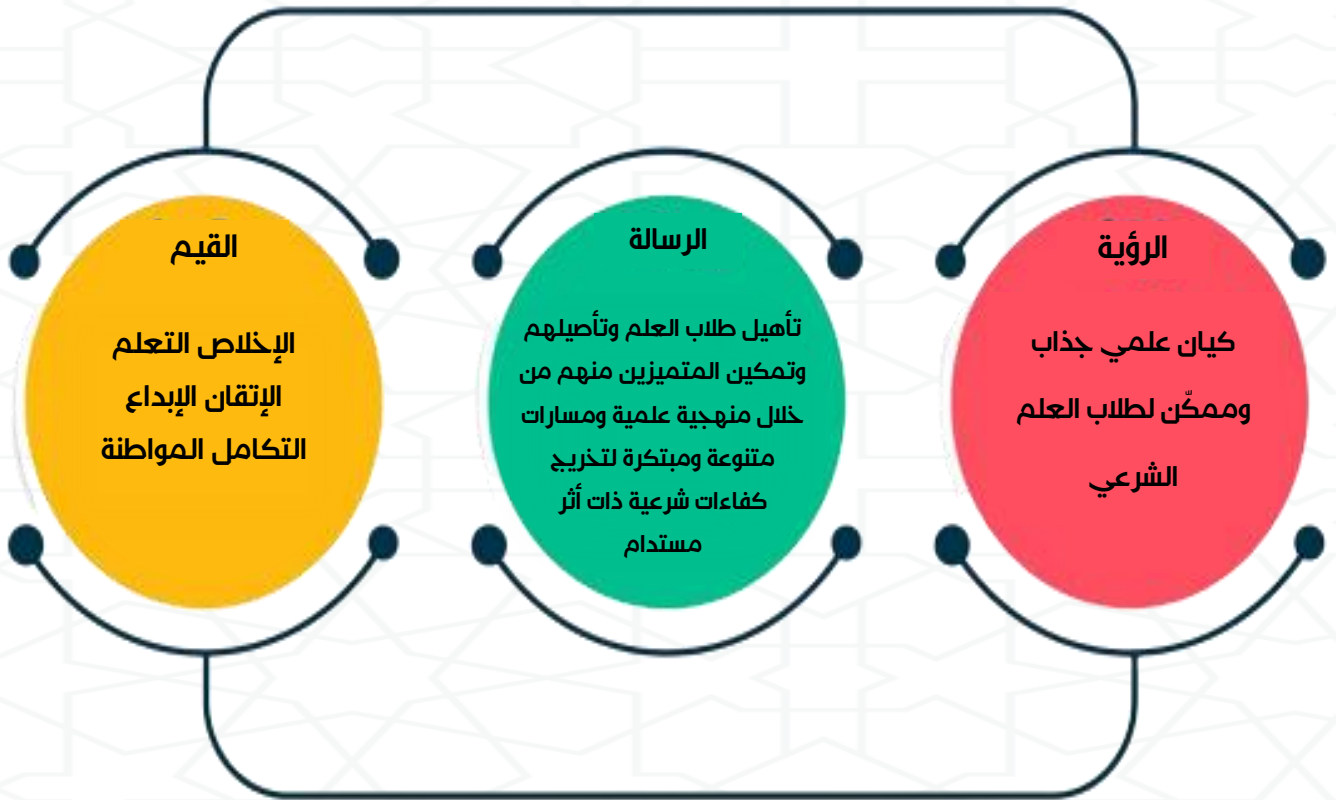 الرؤية
كيان علمي جذاب
وممكّن لطلاب العلم
الشرعي
الرسالة
تأهيل طلاب العلم وتأصيلهم
وتمكين المتميزين منهم من
خلال منهجية علمية ومسارات
متنوعة ومبتكرة لتخريج
كفاءات شرعية ذات أثر
مستدام
القيم
الإخلاص التعلم
الإتقان الإبداع
التكامل المواطنة